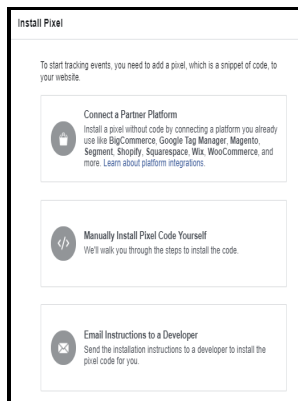 Install Pixel
To start tracking events, you need to add a pixel, which is a snippet of code, to
your website.
Connect a Partner Platform
Install a pixel without code by connecting a platform you already
use like BigCommerce, Google Tag Manager, Magento,
Segment, Shopify, Squarespace, Wix, WooCommerce, and
more. Learn about platform integrations.
</>
Manually Install Pixel Code Yourself
We'll walk you through the steps to install the code.
Email Instructions to a Developer
Send the installation instructions to a developer to install the
pixel code for you.